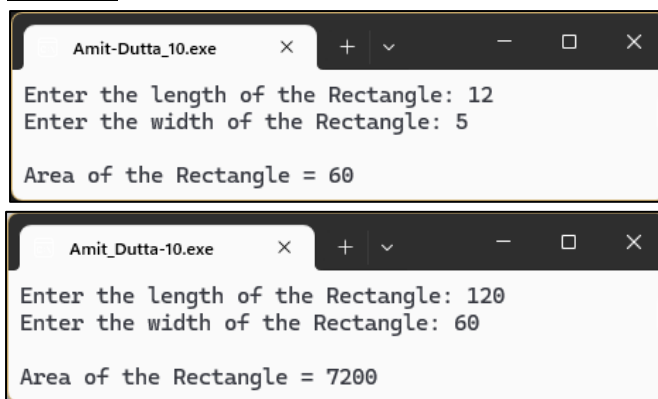 Amit-Dutta_10.exe
Enter the length of the Rectangle: 12
Enter the width of the Rectangle: 5
Area of the Rectangle = 60
Amit_Dutta-10.exe
Enter the length of the Rectangle: 120
Enter the width of the Rectangle: 60
Area of the Rectangle = 7200